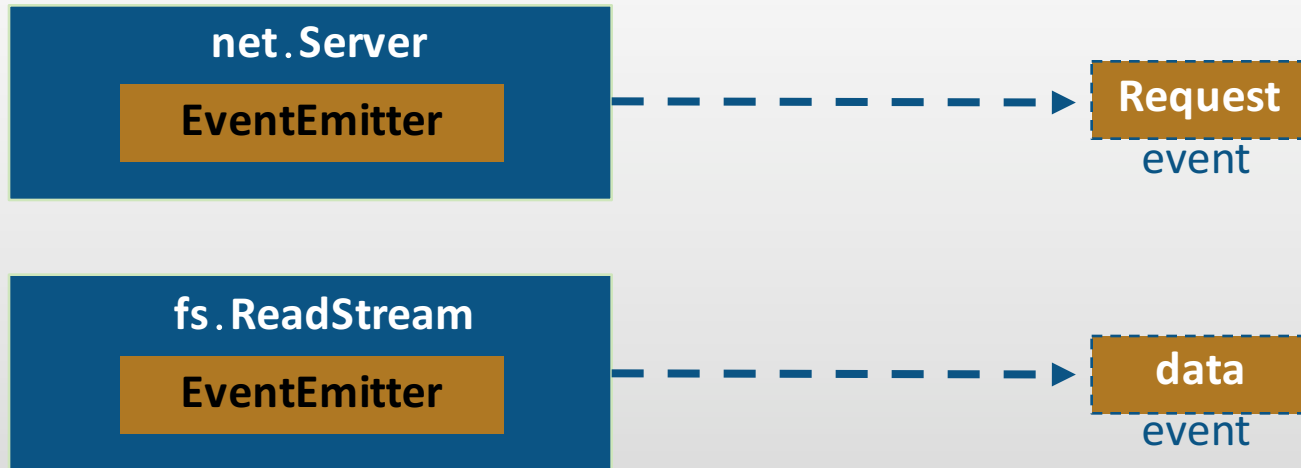 net.Server
EventEmitter
Request
event
fs.ReadStream
EventEmitter
data
event